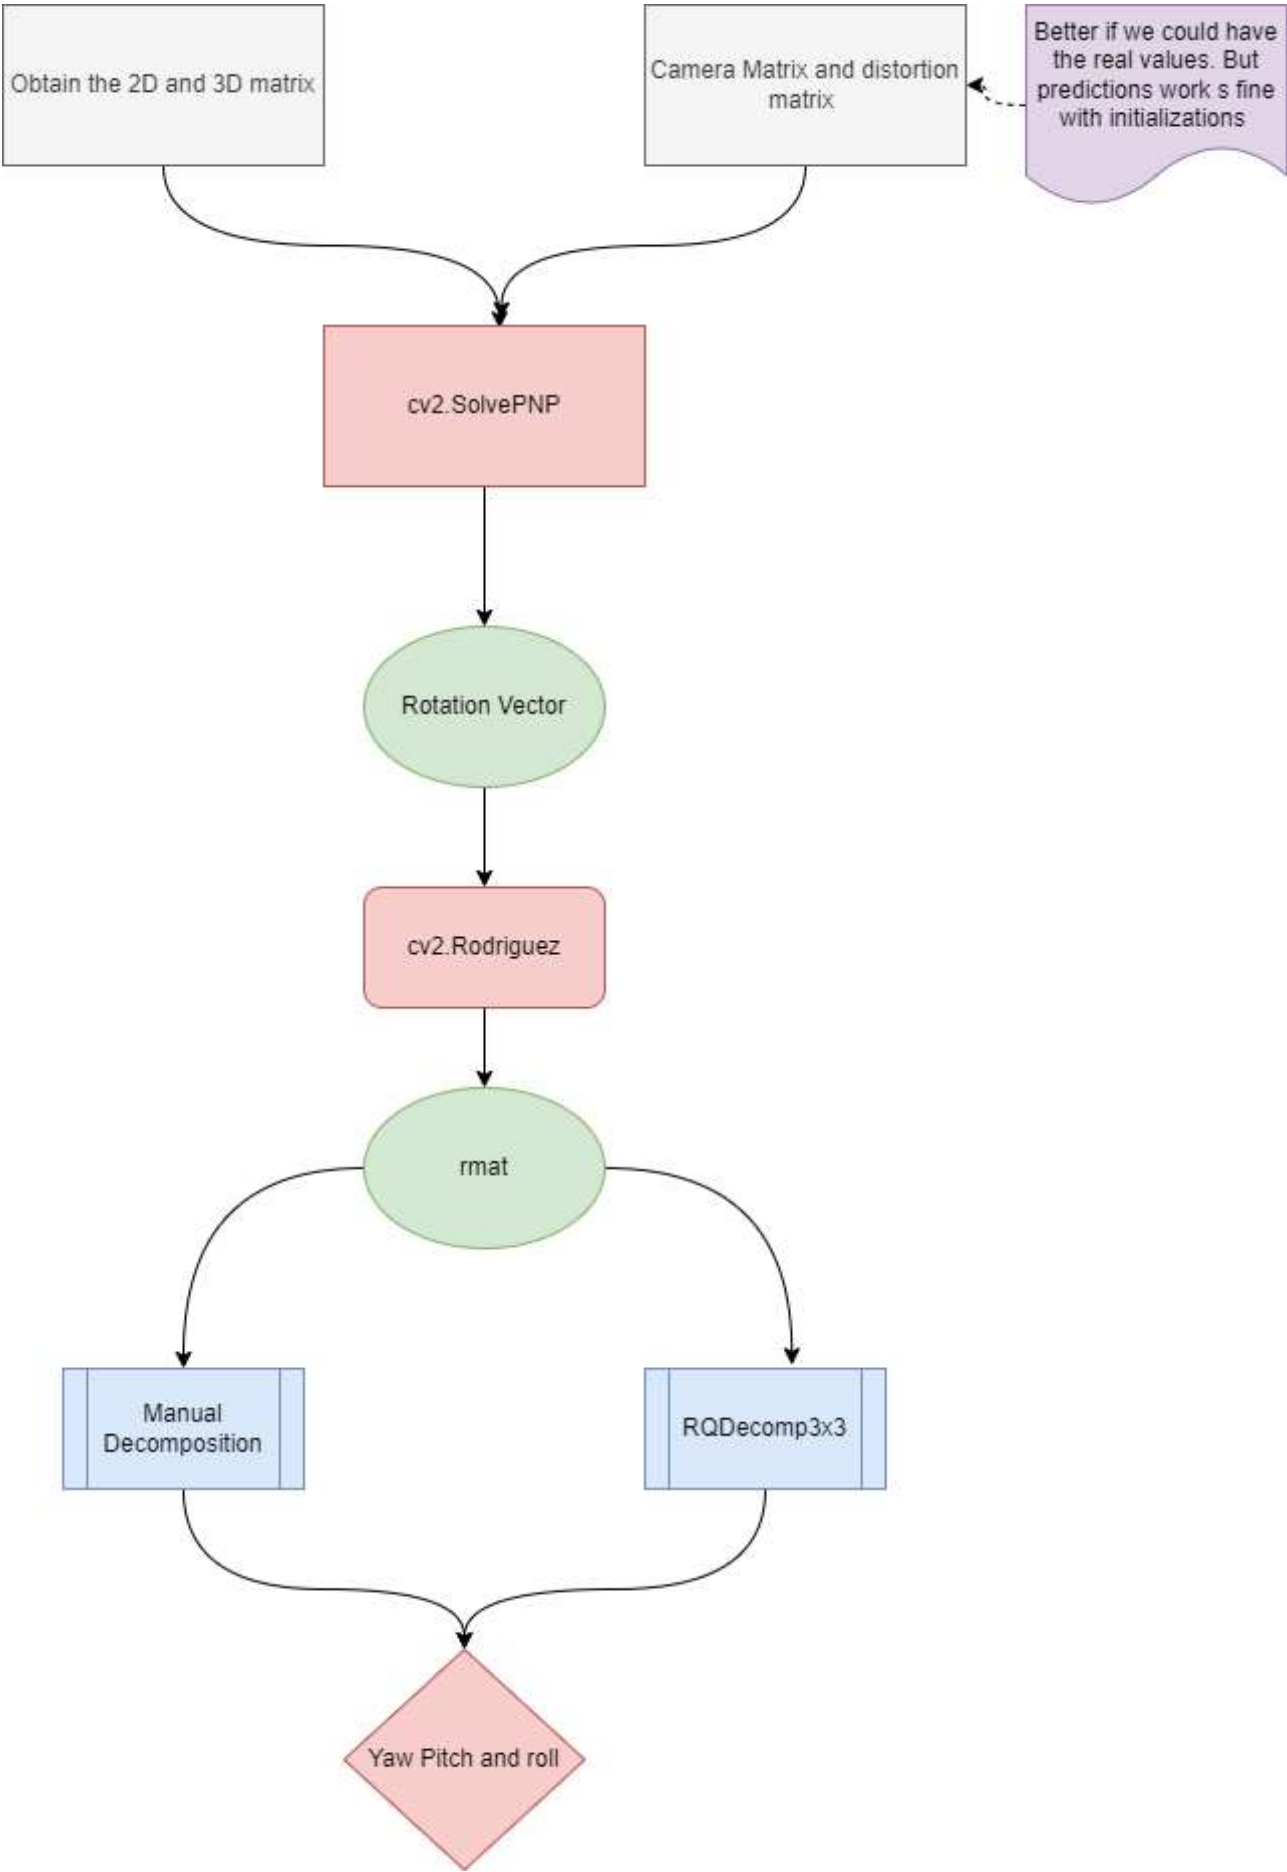 Obtain the 2D and 3D matrix
Camera Matrix and distortion
matrix
Better if we could have
the real values. But
predictions work s fine
with initializations
cv2.SolvePNP
Rotation Vector
cv2.Rodriguez
rmat
Manual
Decomposition
RQDecomp3x3
Yaw Pitch and roll